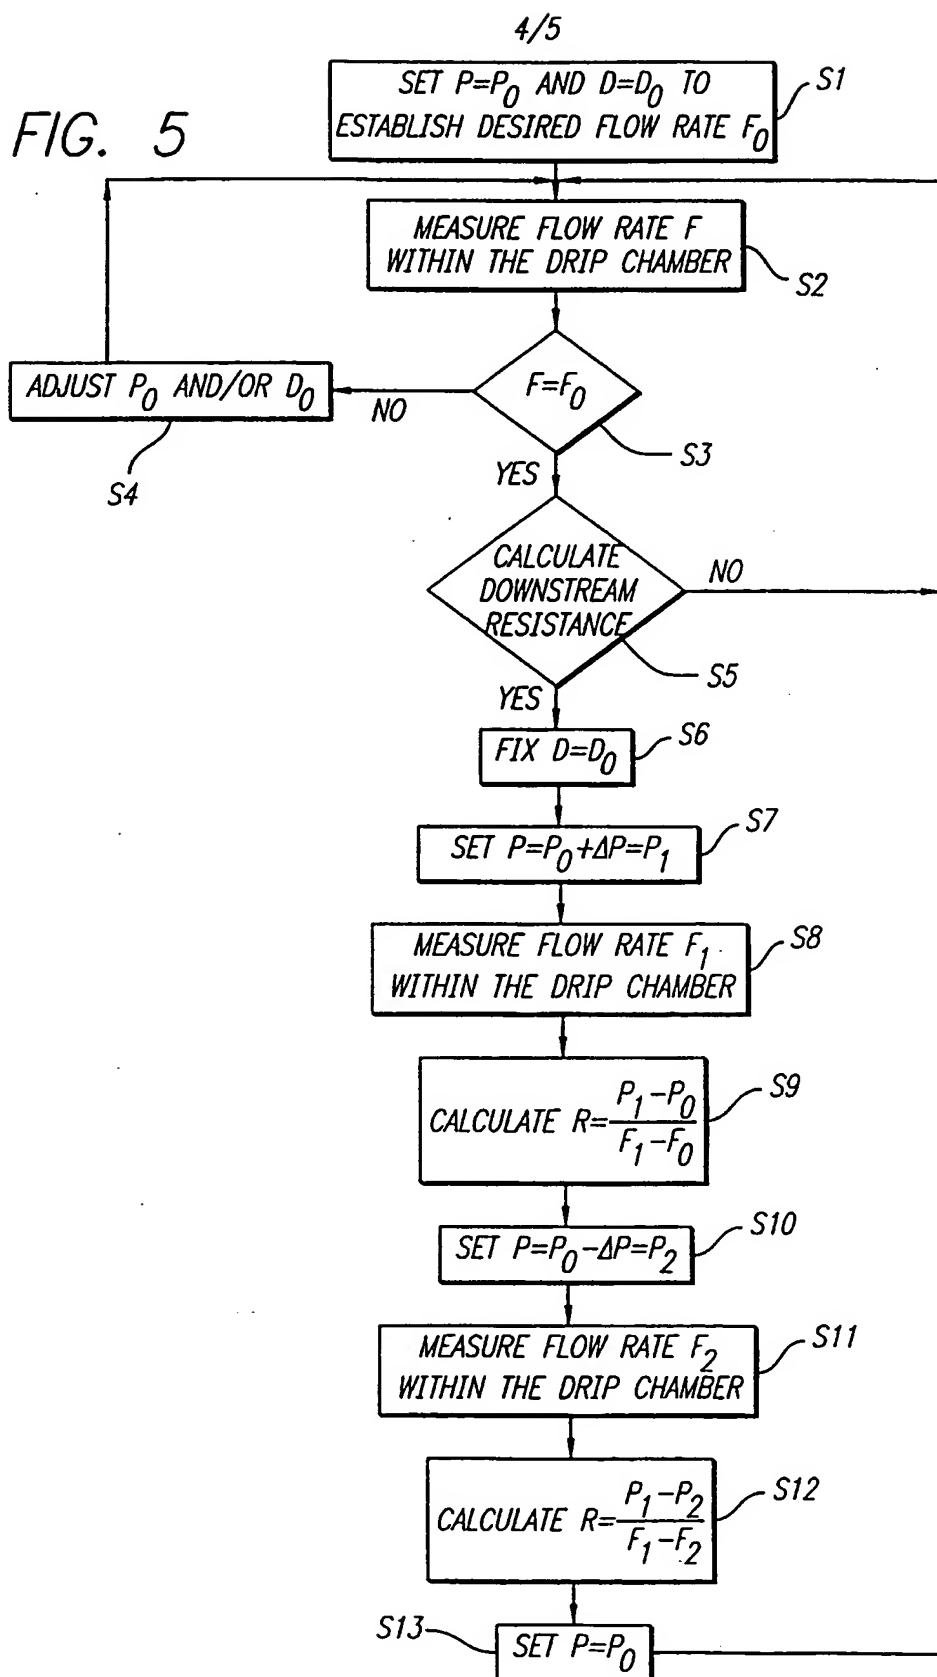 4/5
FIG. 5
SET P=P₀ AND D=D₀ TO
ESTABLISH DESIRED FLOW RATE F₀
S1
MEASURE FLOW RATE F
WITHIN THE DRIP CHAMBER
S2
F=F₀
S3
NO
ADJUST P₀ AND/OR D₀
S4
YES
CALCULATE
DOWNSTREAM
RESISTANCE
NO
S5
YES
FIX D=D₀
S6
SET P=P₀+ΔP=P₁
S7
MEASURE FLOW RATE F₁
WITHIN THE DRIP CHAMBER
S8
CALCULATE R=(P₁-P₀)/(F₁-F₀)
S9
SET P=P₀-ΔP=P₂
S10
MEASURE FLOW RATE F₂
WITHIN THE DRIP CHAMBER
S11
CALCULATE R=(P₁-P₂)/(F₁-F₂)
S12
S13
SET P=P₀